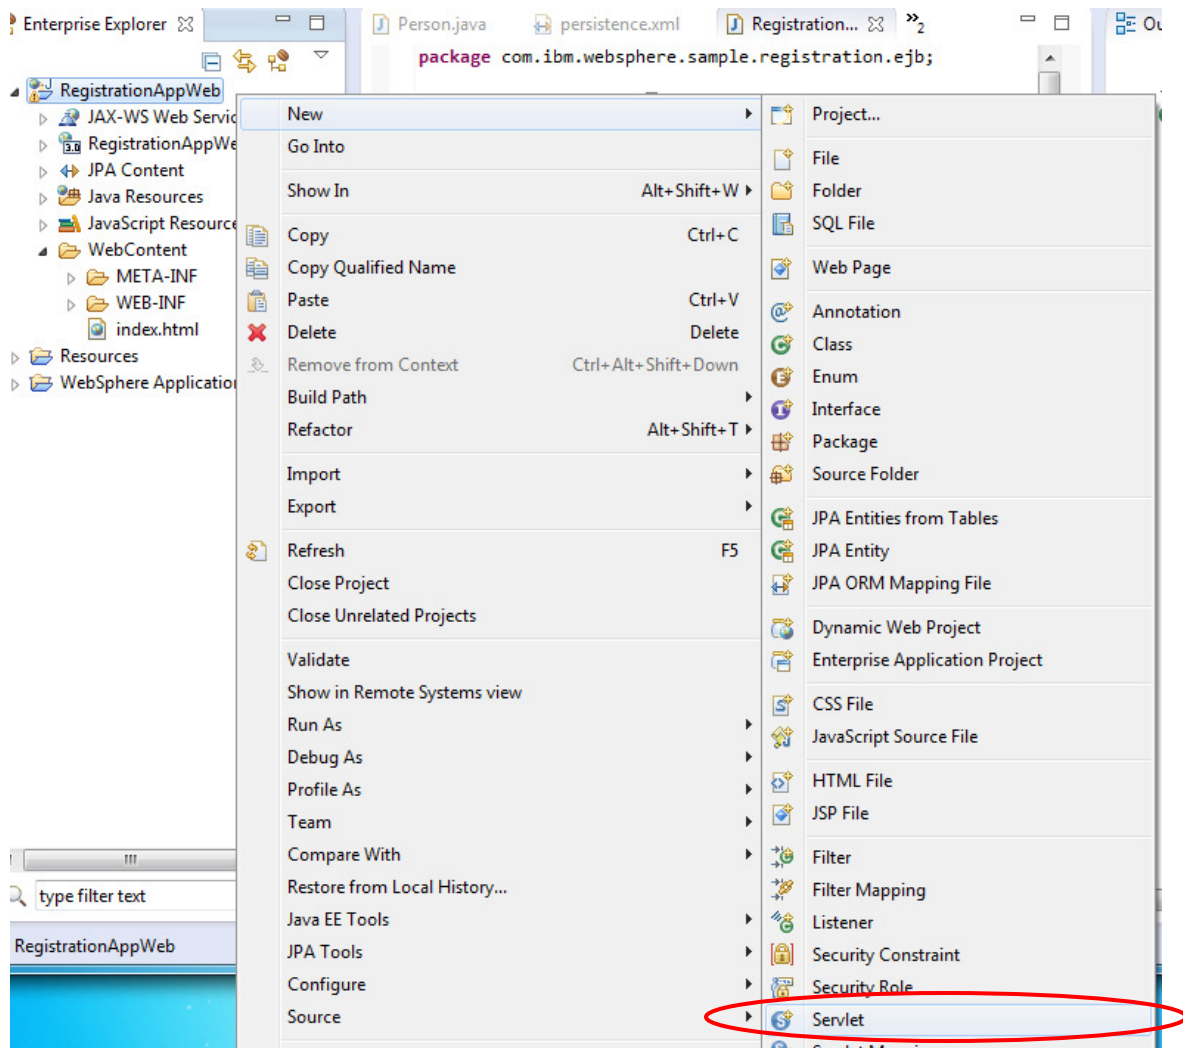 Enterprise Explorer
Person.java
persistence.xml
Registration...
»2
Ou
package com.ibm.websphere.sample.registration.ejb;
RegistrationAppWeb
JAX-WS Web Servic
RegistrationAppWe
JPA Content
Java Resources
JavaScript Resource
WebContent
META-INF
WEB-INF
index.html
Resources
WebSphere Application
type filter text
RegistrationAppWeb
New
Go Into
Show In Alt+Shift+W
Copy Ctrl+C
Copy Qualified Name
Paste Ctrl+V
Delete Delete
Remove from Context Ctrl+Alt+Shift+Down
Build Path
Refactor Alt+Shift+T
Import
Export
Refresh F5
Close Project
Close Unrelated Projects
Validate
Show in Remote Systems view
Run As
Debug As
Profile As
Team
Compare With
Restore from Local History...
Java EE Tools
JPA Tools
Configure
Source
Project...
File
Folder
SQL File
Web Page
Annotation
Class
Enum
Interface
Package
Source Folder
JPA Entities from Tables
JPA Entity
JPA ORM Mapping File
Dynamic Web Project
Enterprise Application Project
CSS File
JavaScript Source File
HTML File
JSP File
Filter
Filter Mapping
Listener
Security Constraint
Security Role
Servlet